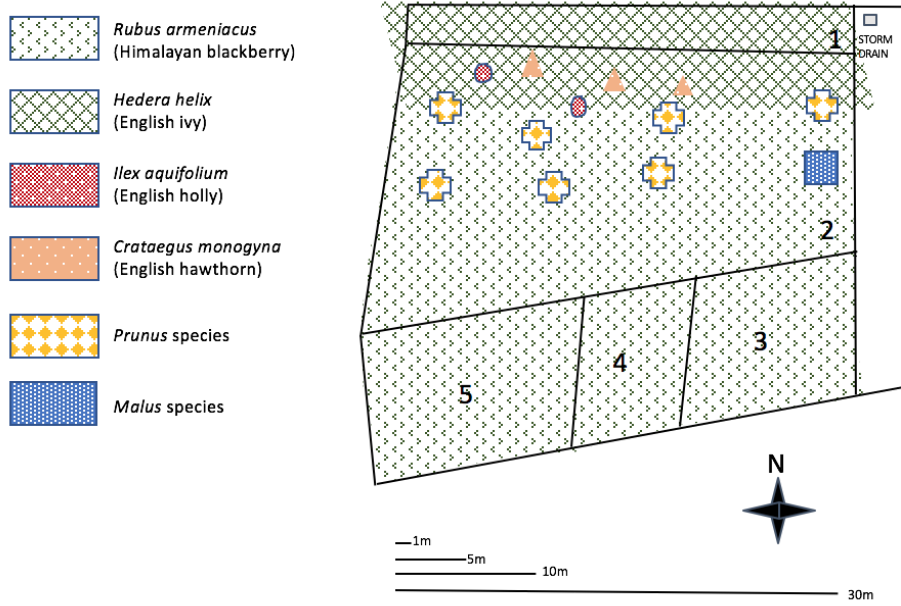 Rubus armeniacus
(Himalayan blackberry)
Hedera helix
(English ivy)
Ilex aquifolium
(English holly)
Crataegus monogyna
(English hawthorn)
Prunus species
Malus species
1
STORM
DRAIN
2
3
4
5
N
1m
5m
10m
30m